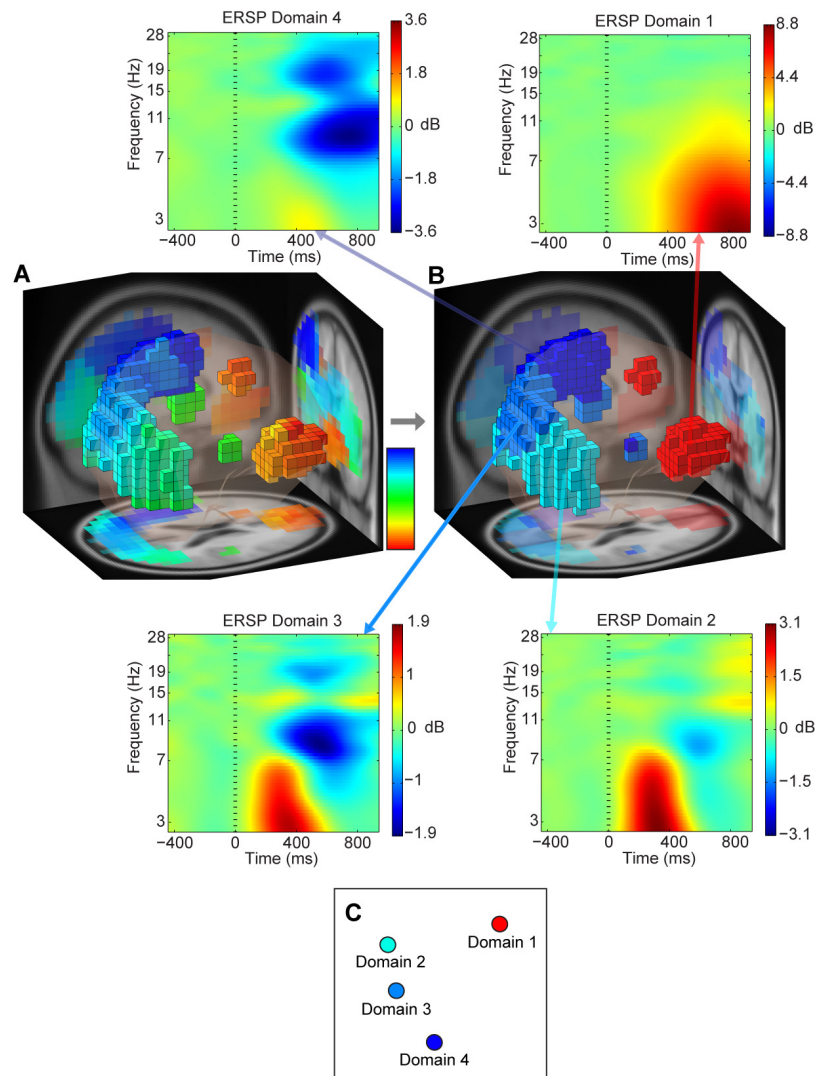 ERSP Domain 4
28
19
15
11
7
3
Frequency (Hz)
−400 0 400 800
Time (ms)
3.6
1.8
0 dB
−1.8
−3.6
ERSP Domain 1
28
19
15
11
7
3
Frequency (Hz)
−400 0 400 800
Time (ms)
8.8
4.4
0 dB
−4.4
−8.8
A
B
ERSP Domain 3
28
19
15
11
7
3
Frequency (Hz)
−400 0 400 800
Time (ms)
1.9
1
0 dB
−1
−1.9
ERSP Domain 2
28
19
15
11
7
3
Frequency (Hz)
−400 0 400 800
Time (ms)
3.1
1.5
0 dB
−1.5
−3.1
C
Domain 1
Domain 2
Domain 3
Domain 4